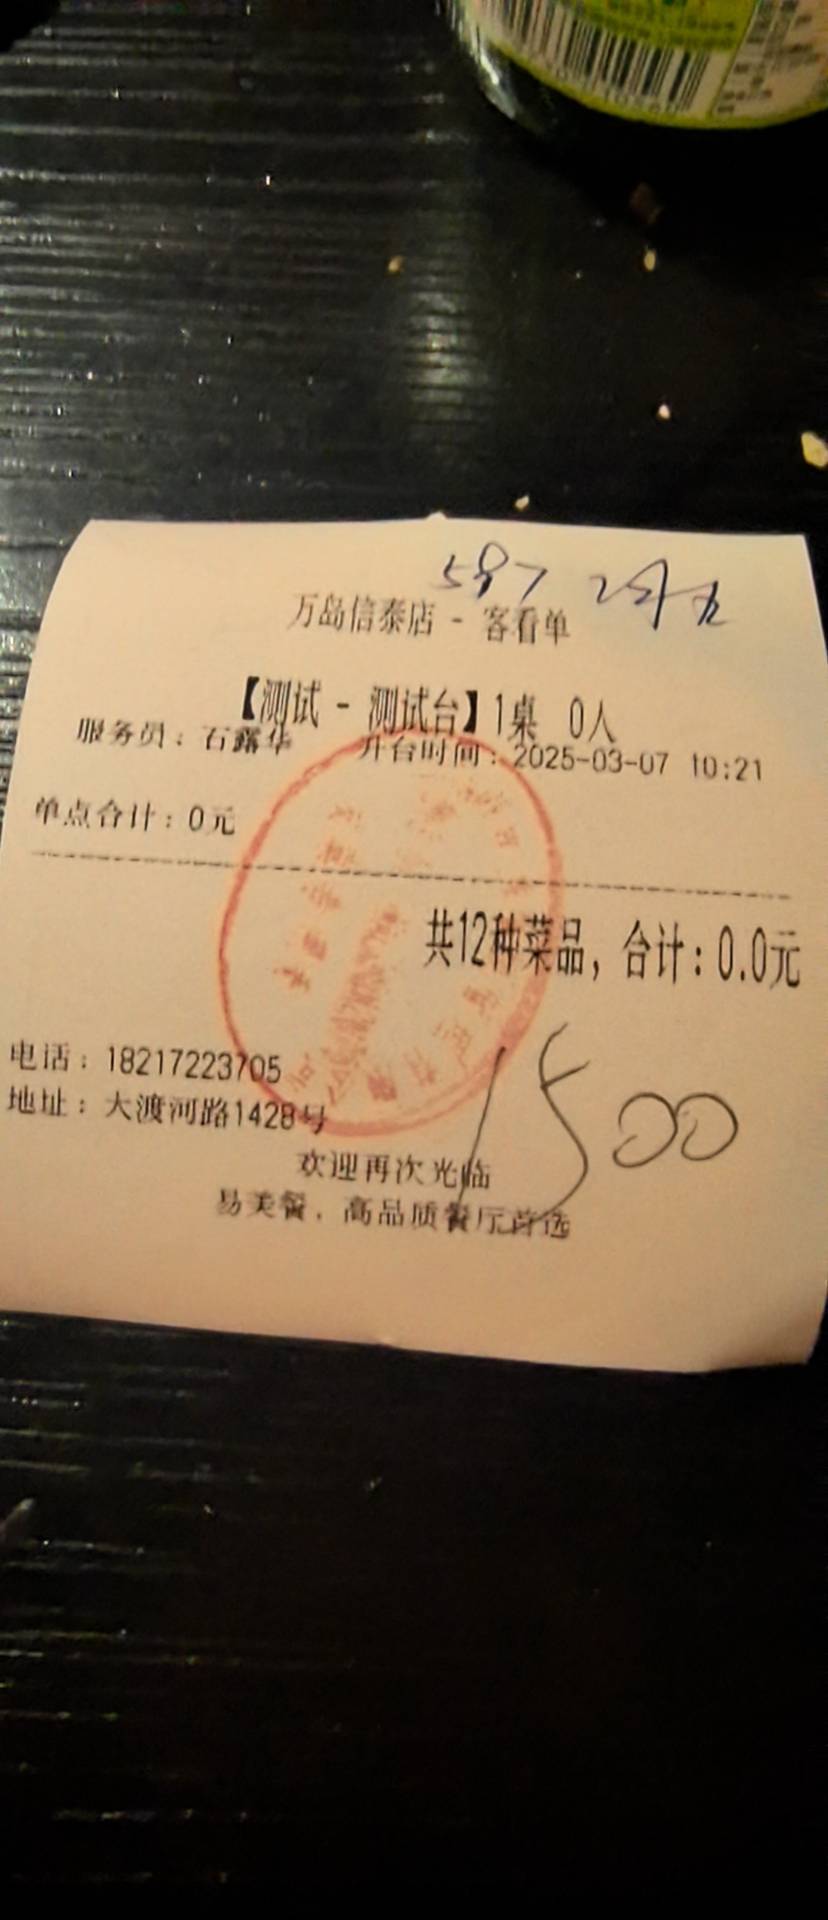 587
万岛信泰店 - 客看单
【测试 - 测试台】1桌 0人
服务员：石露华 开台时间：2025-03-07 10:21
单点合计：0元
共12种菜品，合计：0.0元
电话：18217223705
地址：大渡河路1428号
1500
欢迎再次光临
易美餐，高品质餐厅首选